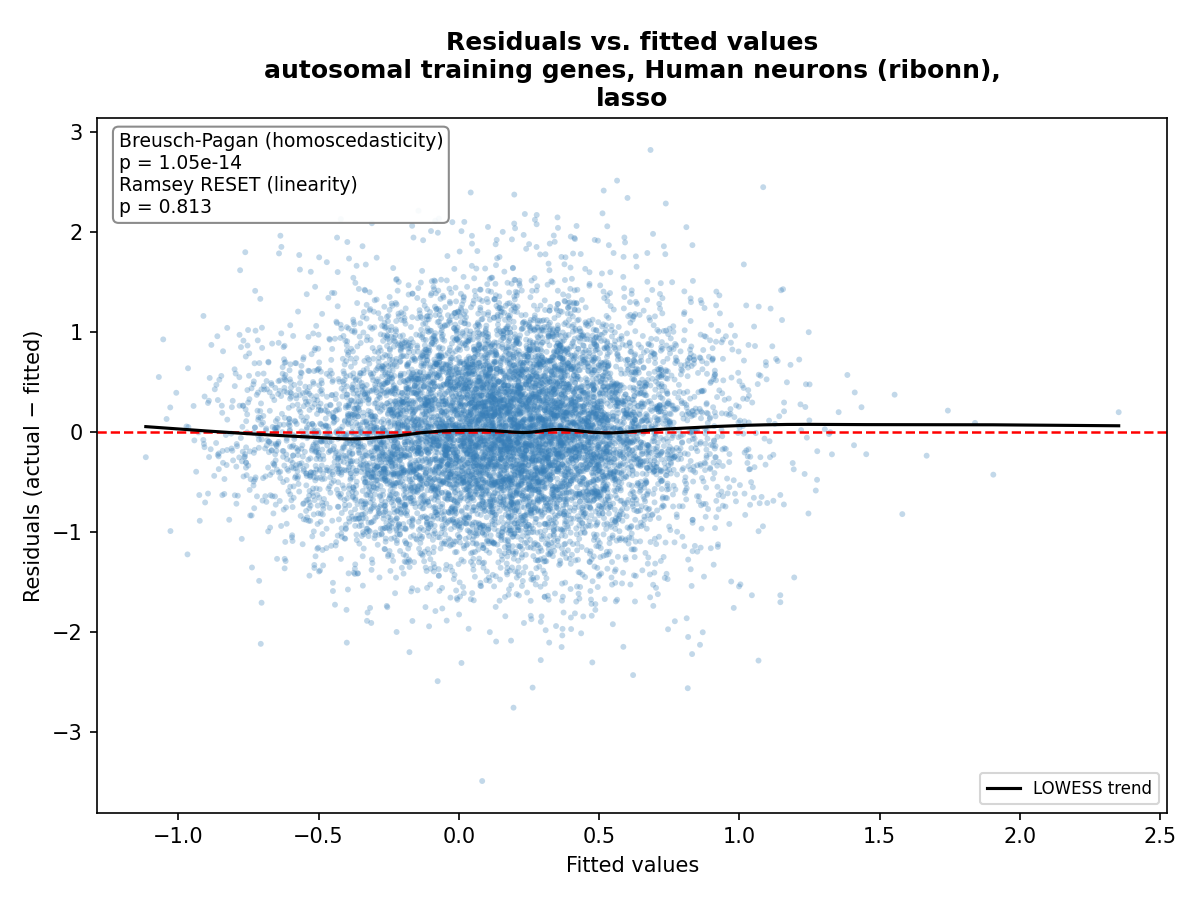 Residuals vs. fitted values
autosomal training genes, Human neurons (ribonn),
lasso
Breusch-Pagan (homoscedasticity)
p = 1.05e-14
Ramsey RESET (linearity)
p = 0.813
Residuals (actual − fitted)
3
2
1
0
−1
−2
−3
LOWESS trend
−1.0
−0.5
0.0
0.5
1.0
1.5
2.0
2.5
Fitted values